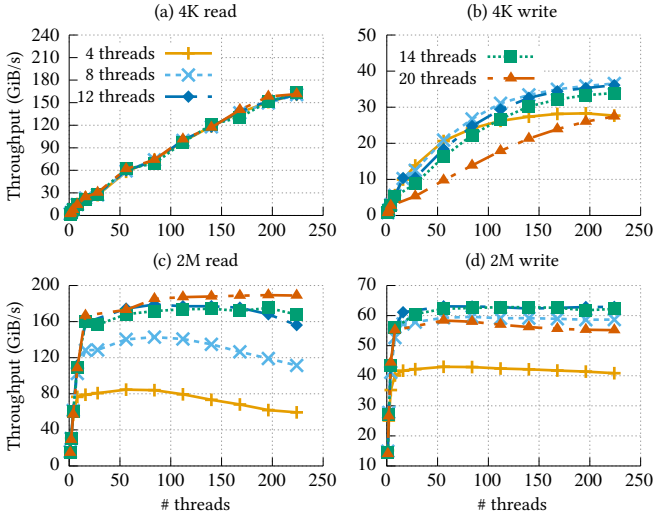 (a) 4K read
(b) 4K write
Throughput (GiB/s)
240
210
180
150
120
90
60
30
0
0 50 100 150 200 250
4 threads
8 threads
12 threads
50
40
30
20
10
0
0 50 100 150 200 250
14 threads
20 threads
(c) 2M read
(d) 2M write
Throughput (GiB/s)
200
160
120
80
40
0
0 50 100 150 200 250
# threads
70
60
50
40
30
20
10
0 50 100 150 200 250
# threads